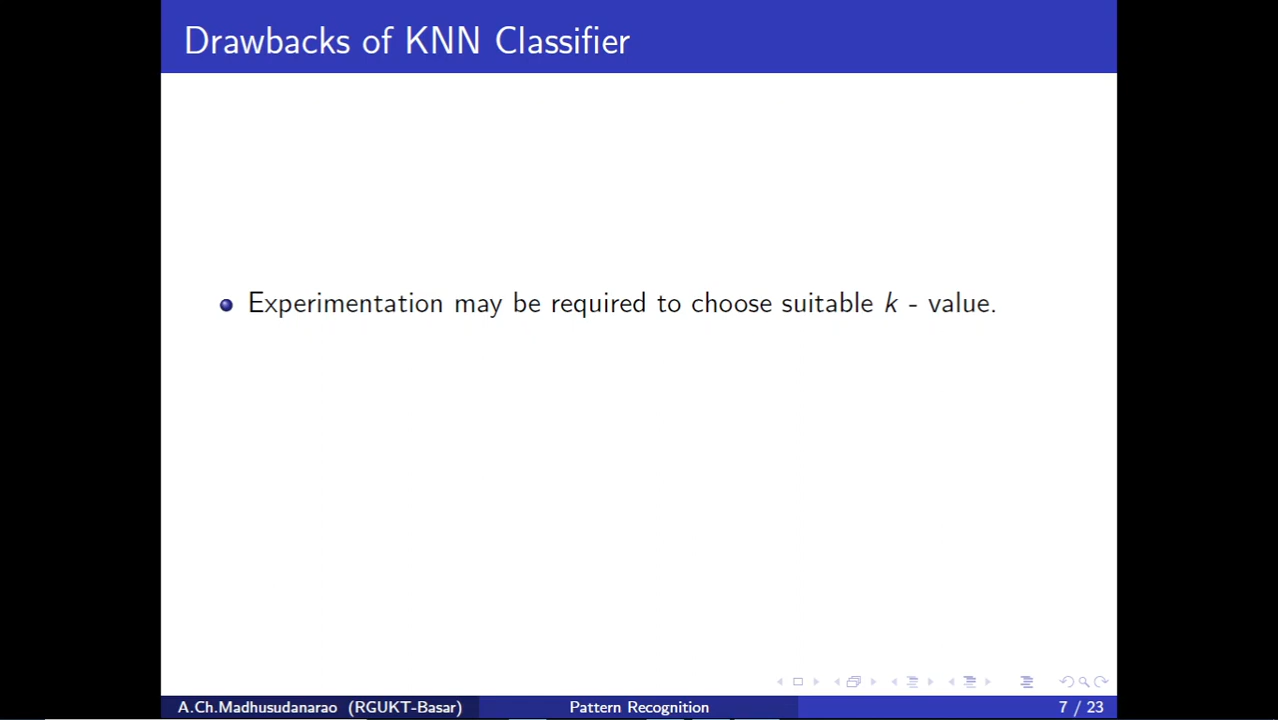 Drawbacks of KNN Classifier
Experimentation may be required to choose suitable k - value.
A.Ch.Madhusudanarao (RGUKT-Basar) Pattern Recognition 7 / 23